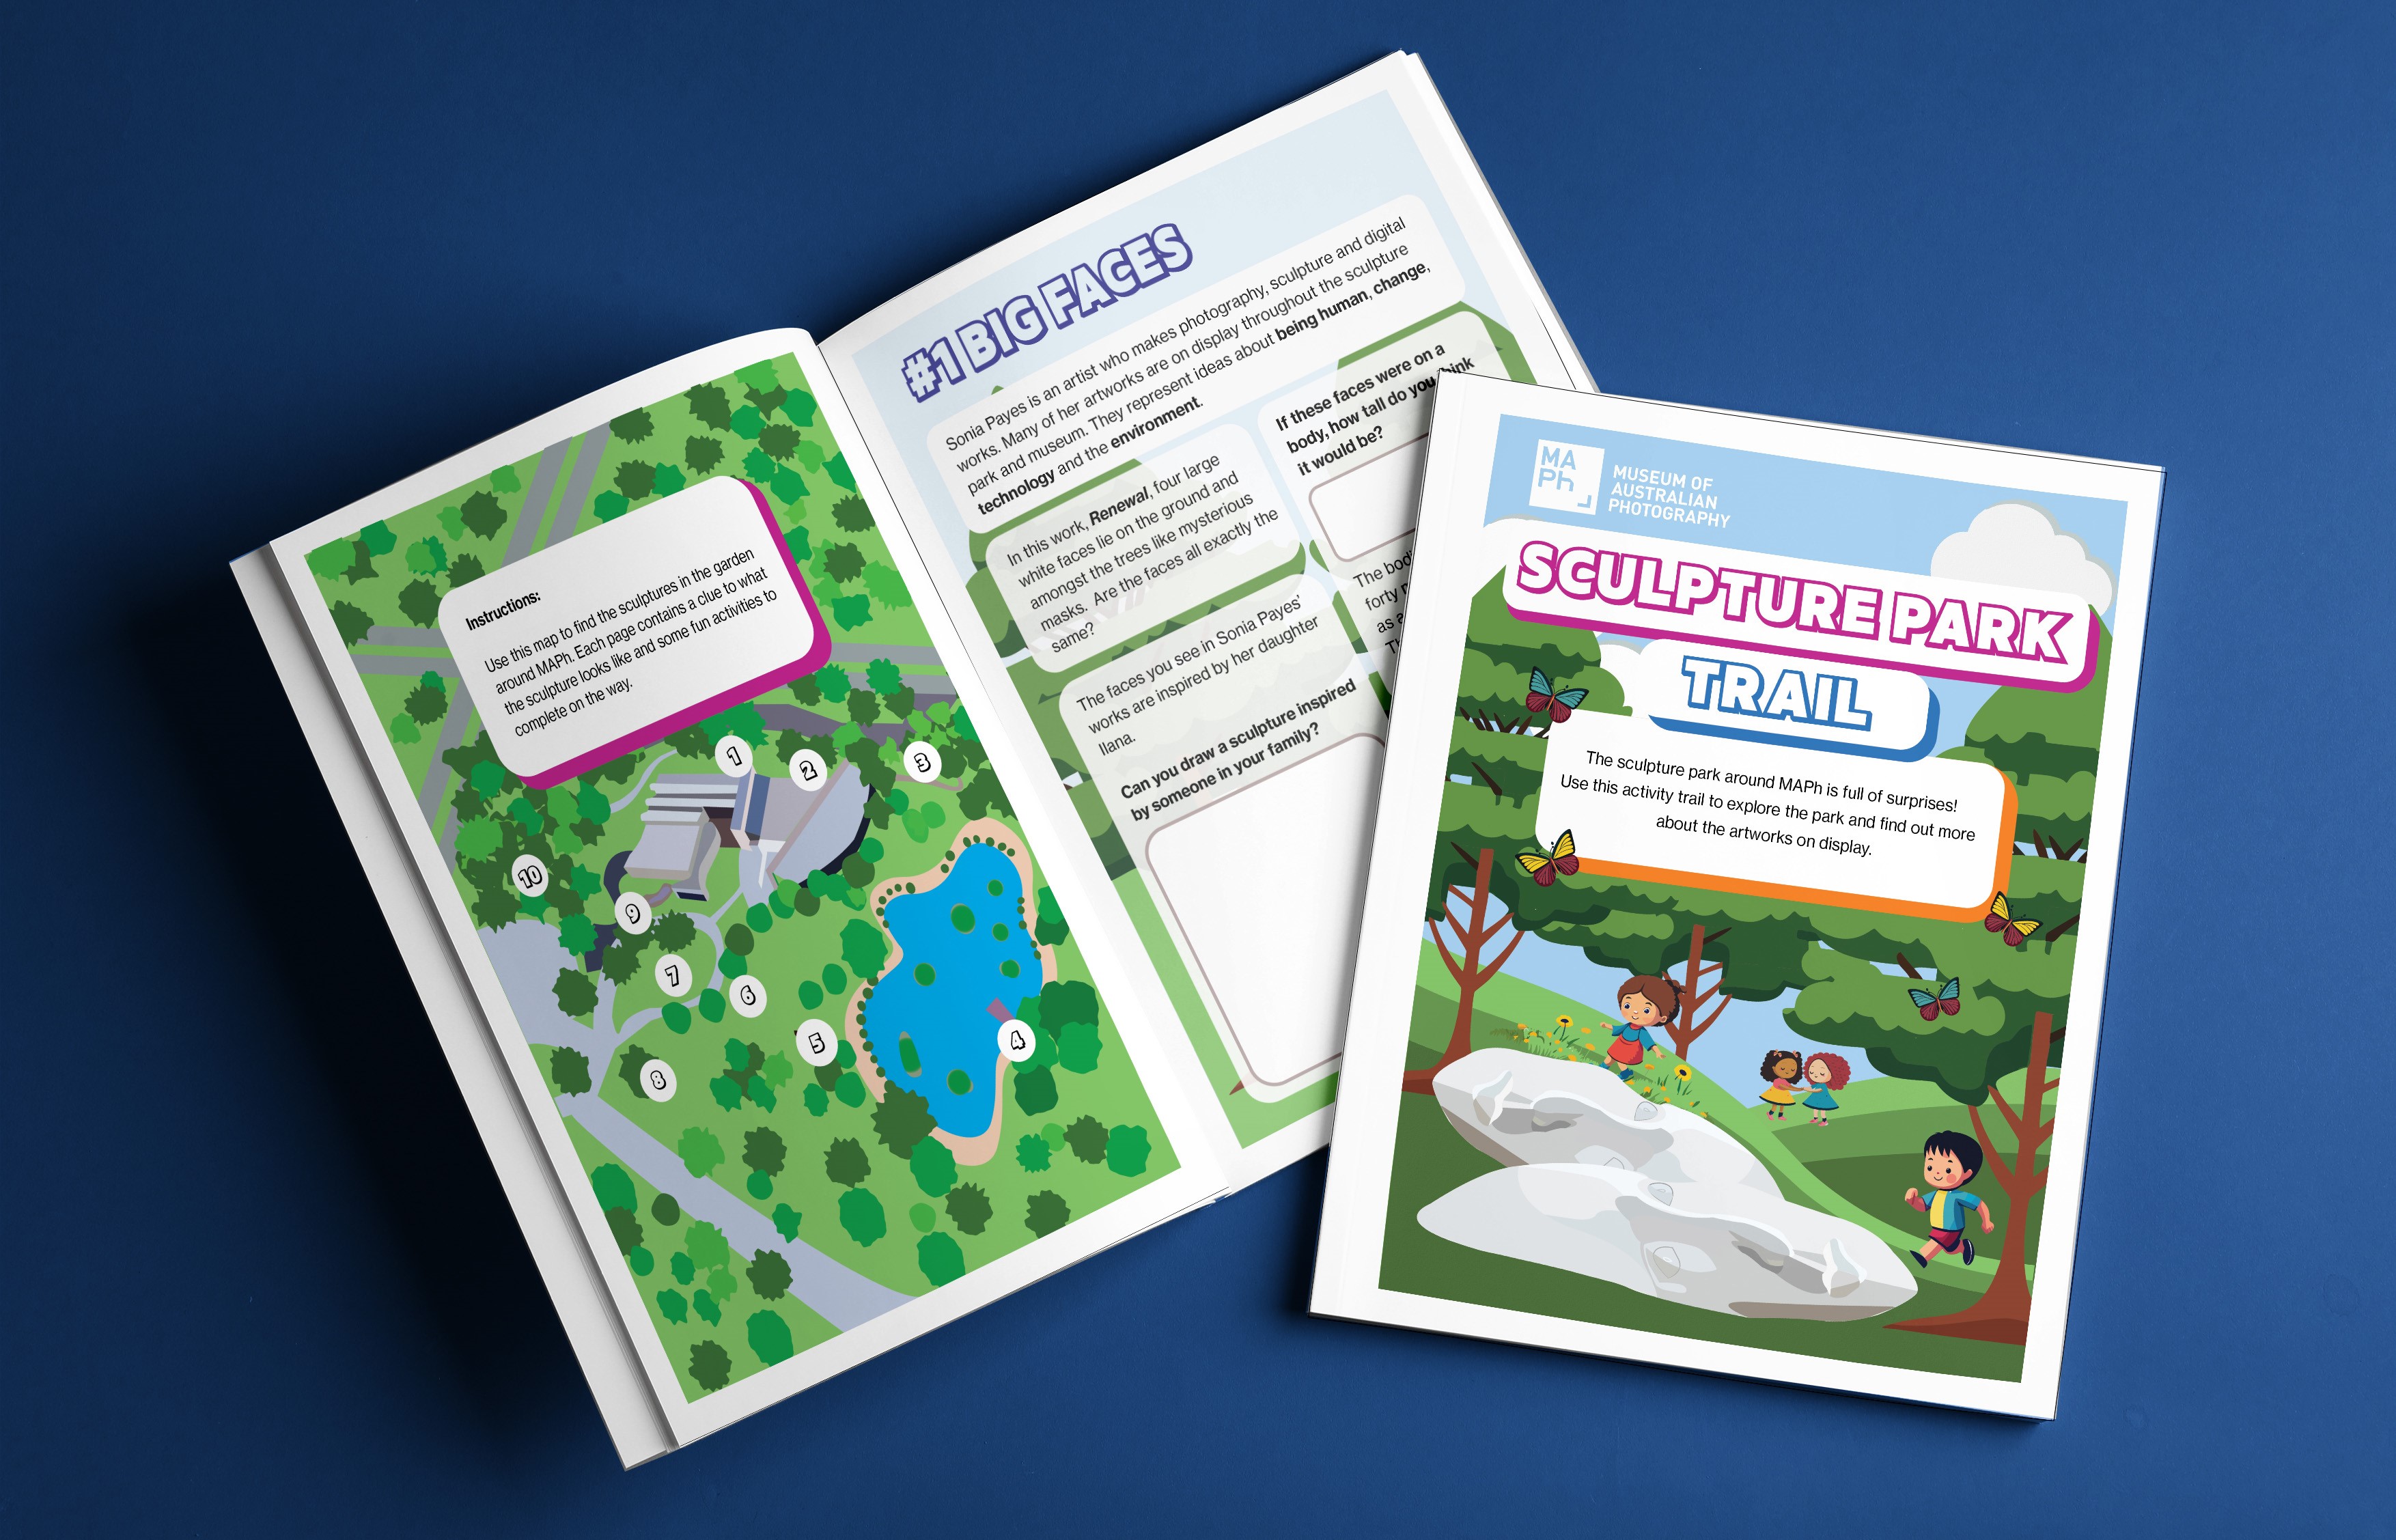 Instructions:
Use this map to find the sculptures in the garden
around MAPh. Each page contains a clue to what
the sculpture looks like and some fun activities to
complete on the way.
1
2
3
10
9
7
6
5
4
8
#1 BIG FACES
Sonia Payes is an artist who makes photography, sculpture and digital
works. Many of her artworks are on display throughout the sculpture
park and museum. They represent ideas about being human, change,
technology and the environment.
In this work, Renewal, four large
white faces lie on the ground and
amongst the trees like mysterious
masks. Are the faces all exactly the
same?
The faces you see in Sonia Payes'
works are inspired by her daughter
Ilana.
Can you draw a sculpture inspired
by someone in your family?
If these faces were on a
body, how tall do you think
it would be?
The
forty
as
MA
Ph
MUSEUM OF
AUSTRALIAN
PHOTOGRAPHY
SCULPTURE PARK
TRAIL
The sculpture park around MAPh is full of surprises!
Use this activity trail to explore the park and find out more
about the artworks on display.